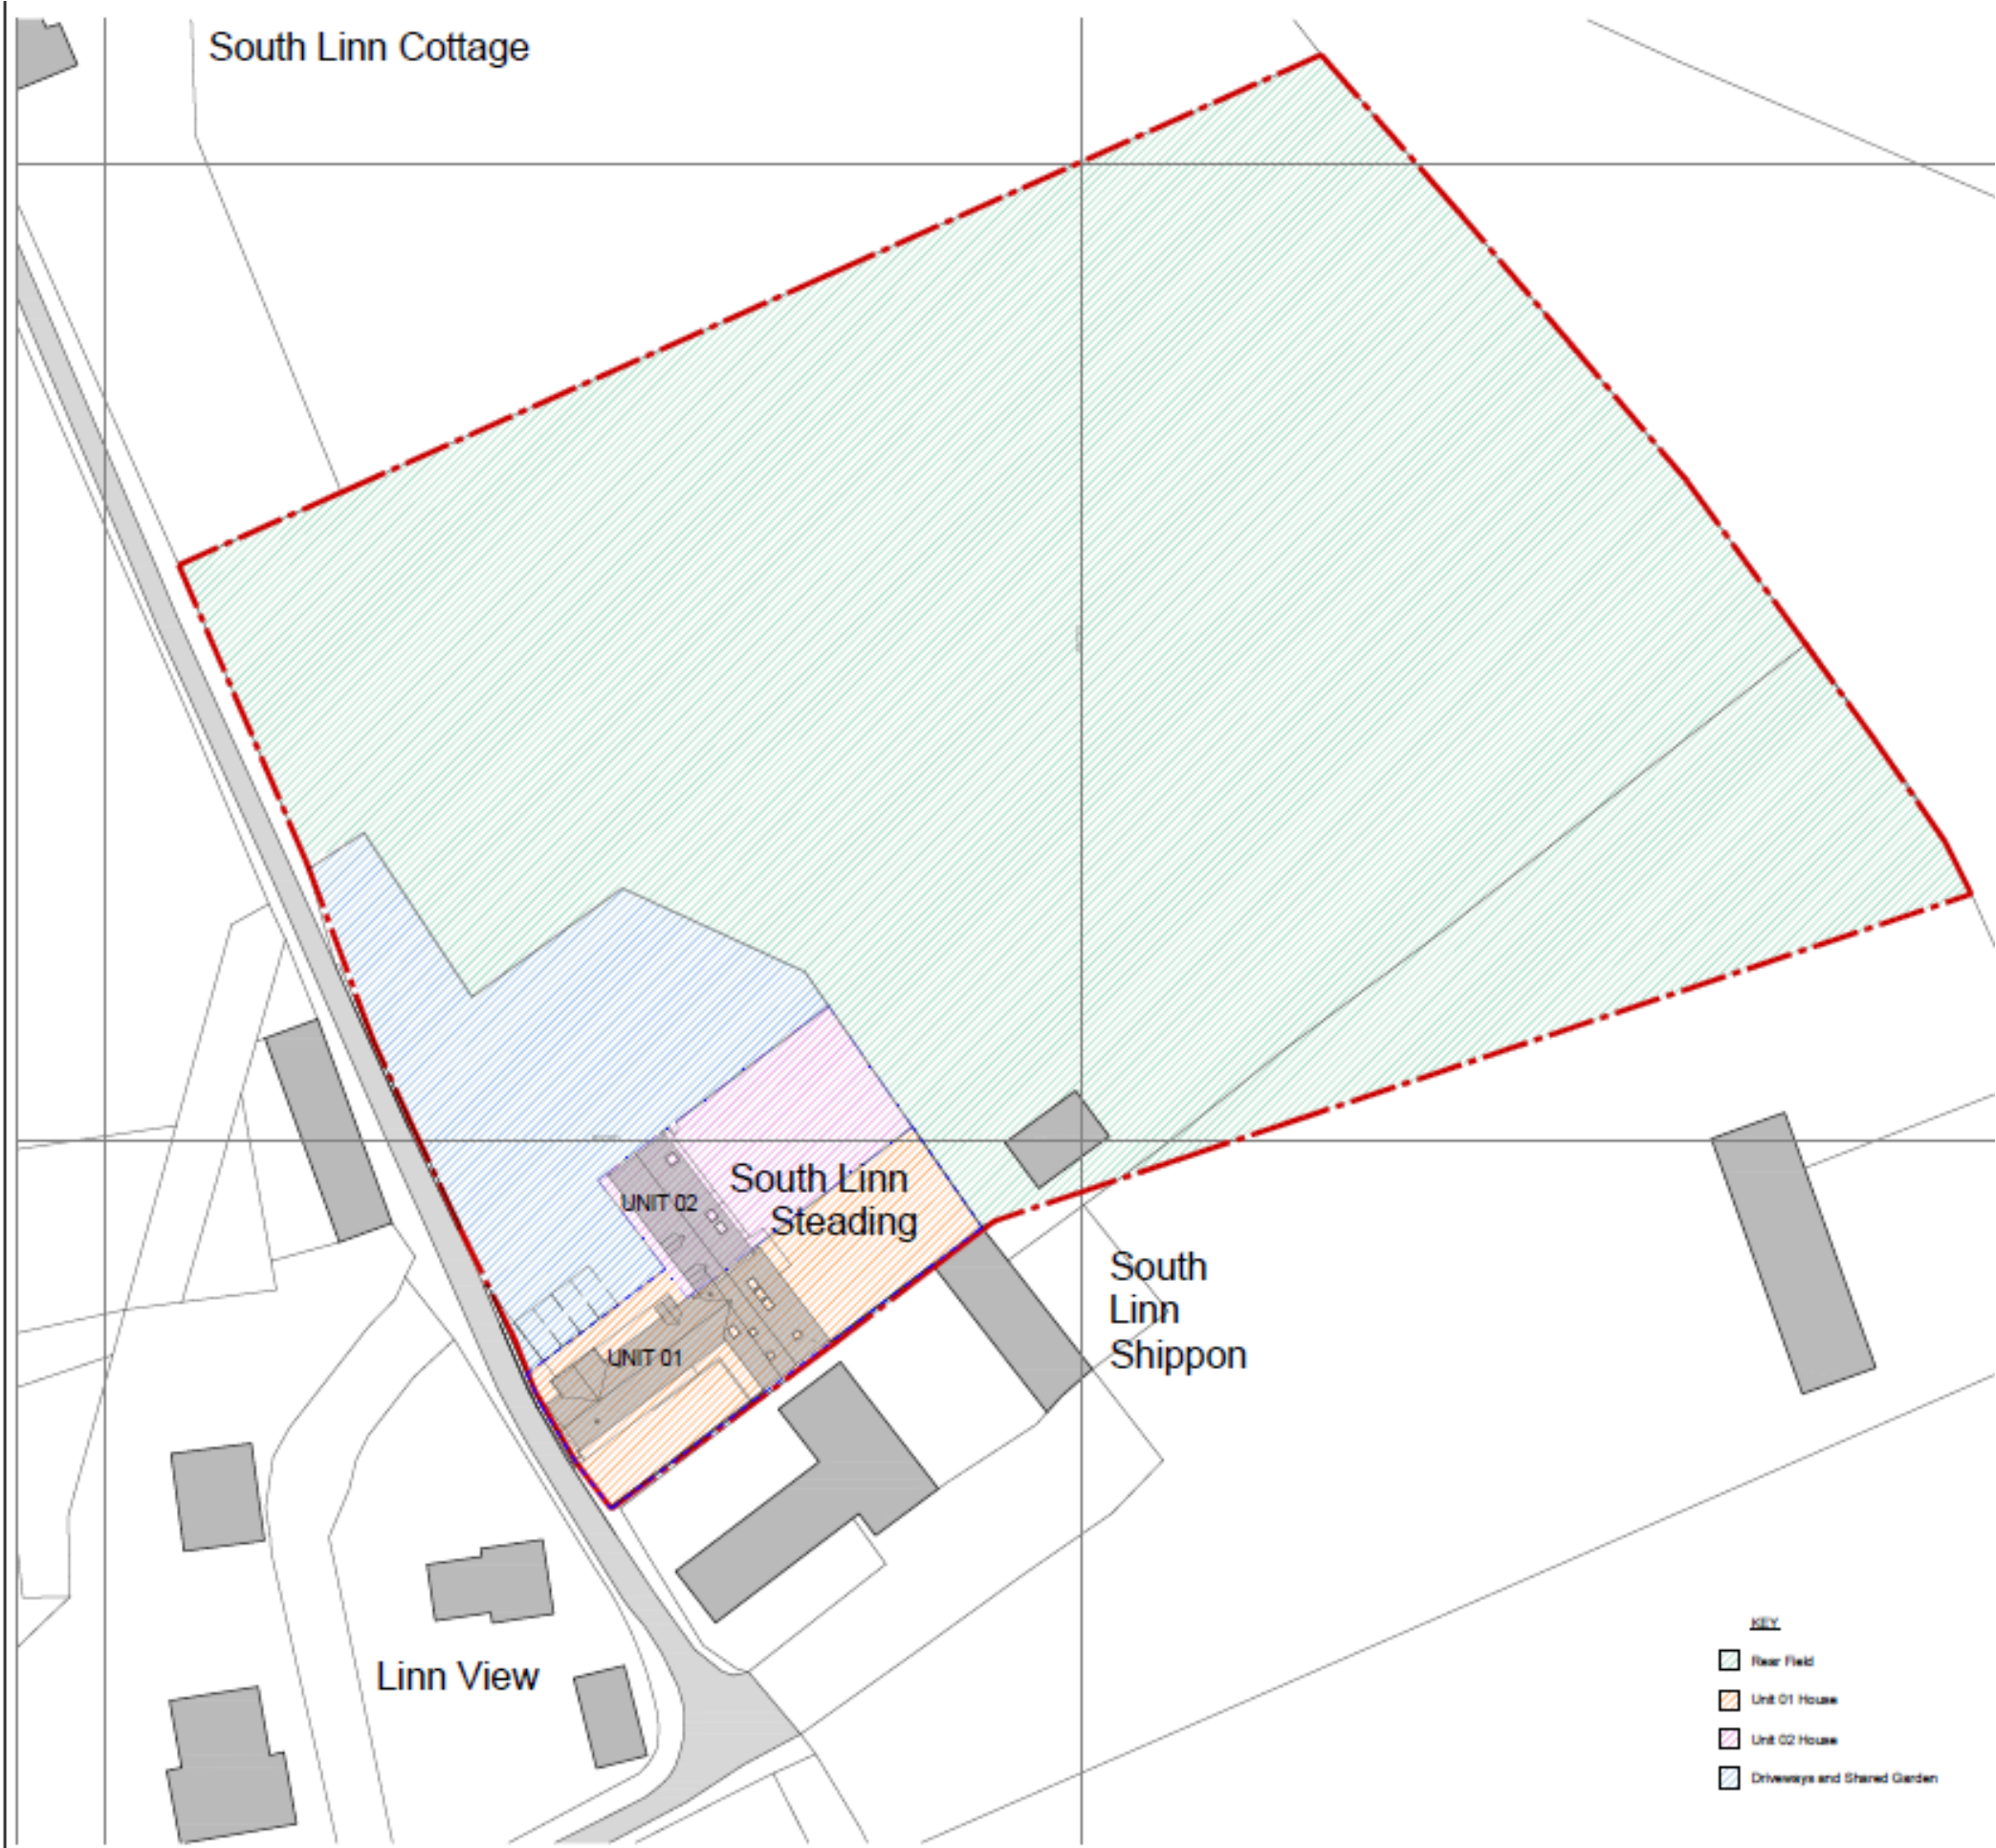 South Linn Cottage
UNIT 02
South Linn
Steading
South
Linn
Shippon
UNIT 01
Linn View
KEY
Rear Field
Unit 01 House
Unit 02 House
Driveways and Shared Garden